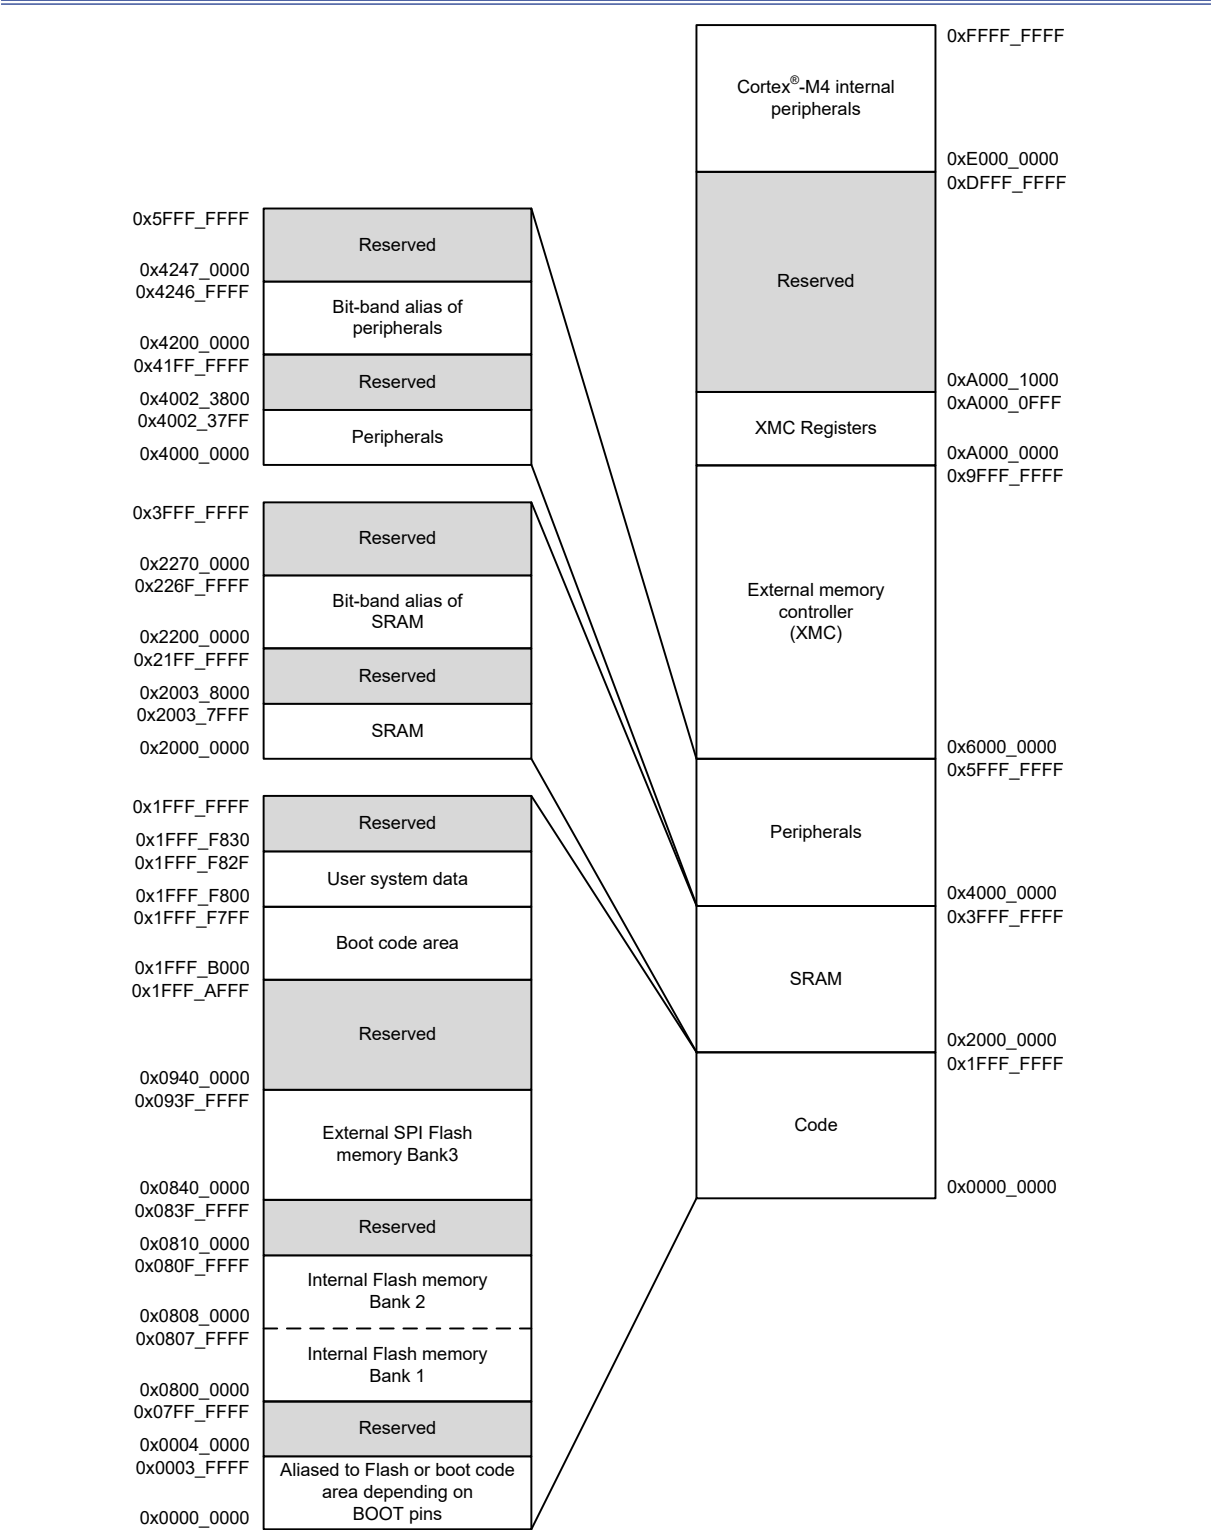 0xFFFF_FFFF
Cortex®-M4 internal
peripherals
0xE000_0000
0xDFFF_FFFF
Reserved
0xA000_1000
0xA000_0FFF
XMC Registers
0xA000_0000
0x9FFF_FFFF
External memory
controller
(XMC)
0x6000_0000
0x5FFF_FFFF
Peripherals
0x4000_0000
0x3FFF_FFFF
SRAM
0x2000_0000
0x1FFF_FFFF
Code
0x0000_0000
0x5FFF_FFFF
Reserved
0x4247_0000
0x4246_FFFF
Bit-band alias of
peripherals
0x4200_0000
0x41FF_FFFF
Reserved
0x4002_3800
0x4002_37FF
Peripherals
0x4000_0000
0x3FFF_FFFF
Reserved
0x2270_0000
0x226F_FFFF
Bit-band alias of
SRAM
0x2200_0000
0x21FF_FFFF
Reserved
0x2003_8000
0x2003_7FFF
SRAM
0x2000_0000
0x1FFF_FFFF
Reserved
0x1FFF_F830
0x1FFF_F82F
User system data
0x1FFF_F800
0x1FFF_F7FF
Boot code area
0x1FFF_B000
0x1FFF_AFFF
Reserved
0x0940_0000
0x093F_FFFF
External SPI Flash
memory Bank3
0x0840_0000
0x083F_FFFF
Reserved
0x0810_0000
0x080F_FFFF
Internal Flash memory
Bank 2
0x0808_0000
0x0807_FFFF
Internal Flash memory
Bank 1
0x0800_0000
0x07FF_FFFF
Reserved
0x0004_0000
0x0003_FFFF
Aliased to Flash or boot code
area depending on
BOOT pins
0x0000_0000